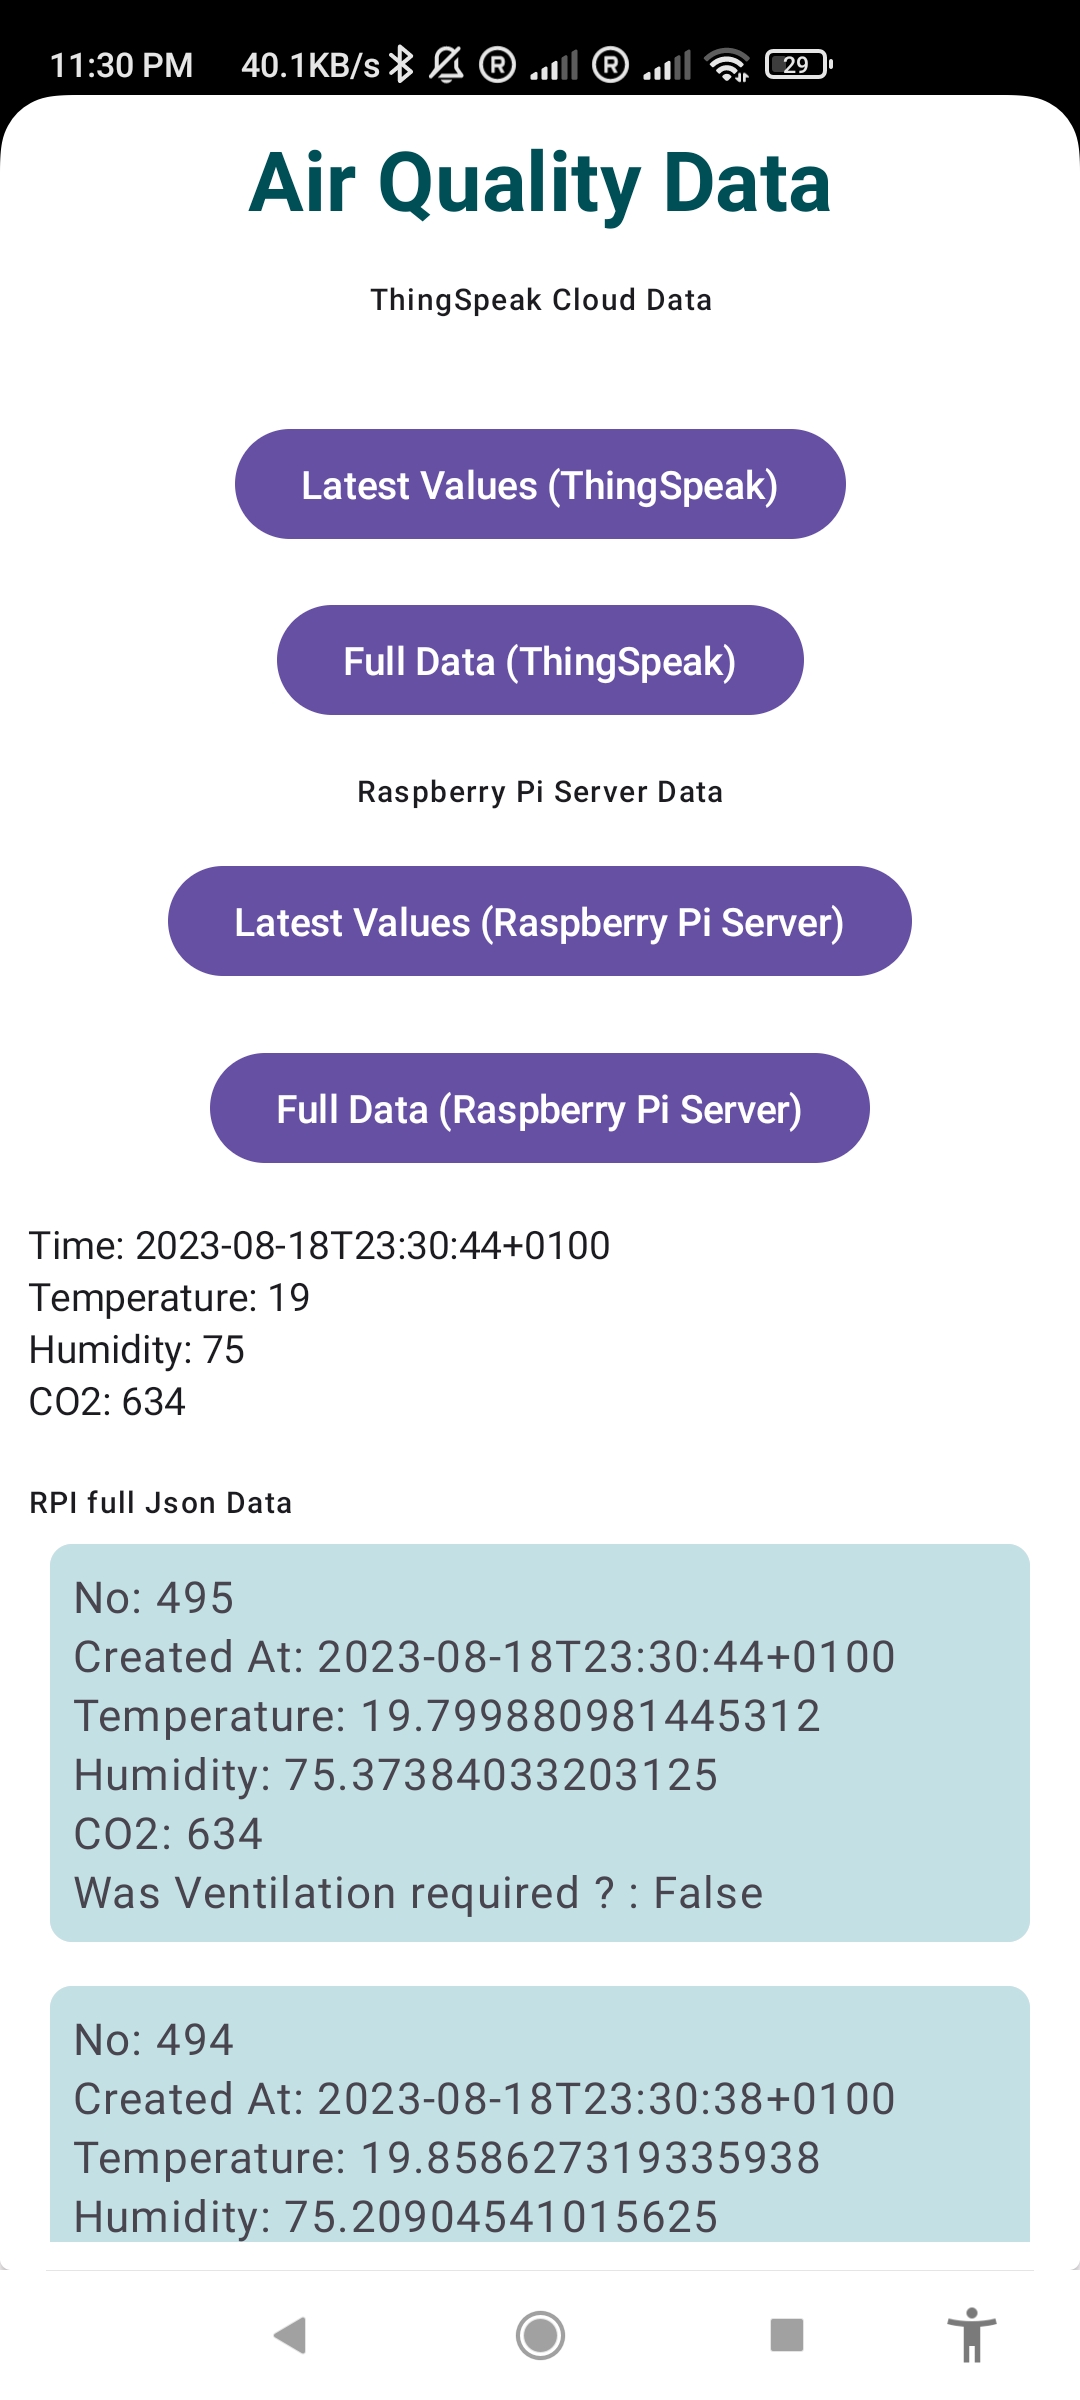 11:30 PM 40.1KB/s R R 29
Air Quality Data
ThingSpeak Cloud Data
Latest Values (ThingSpeak)
Full Data (ThingSpeak)
Raspberry Pi Server Data
Latest Values (Raspberry Pi Server)
Full Data (Raspberry Pi Server)
Time: 2023-08-18T23:30:44+0100
Temperature: 19
Humidity: 75
CO2: 634
RPI full Json Data
No: 495
Created At: 2023-08-18T23:30:44+0100
Temperature: 19.799880981445312
Humidity: 75.37384033203125
CO2: 634
Was Ventilation required ? : False
No: 494
Created At: 2023-08-18T23:30:38+0100
Temperature: 19.858627319335938
Humidity: 75.20904541015625